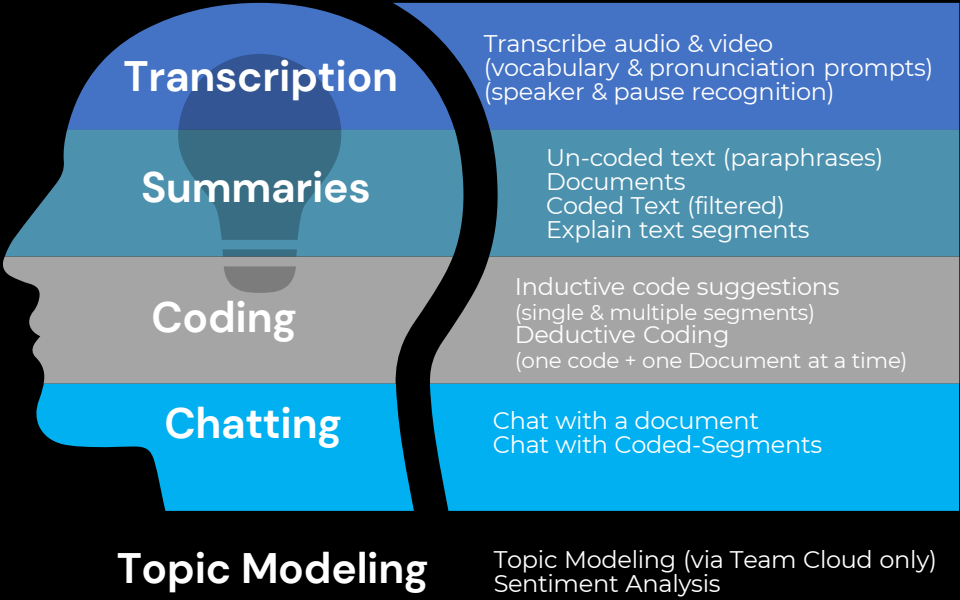 Transcription
Transcribe audio & video
(vocabulary & pronunciation prompts)
(speaker & pause recognition)
Summaries
Un-coded text (paraphrases)
Documents
Coded Text (filtered)
Explain text segments
Coding
Inductive code suggestions
(single & multiple segments)
Deductive Coding
(one code + one Document at a time)
Chatting
Chat with a document
Chat with Coded-Segments
Topic Modeling
Topic Modeling (via Team Cloud only)
Sentiment Analysis